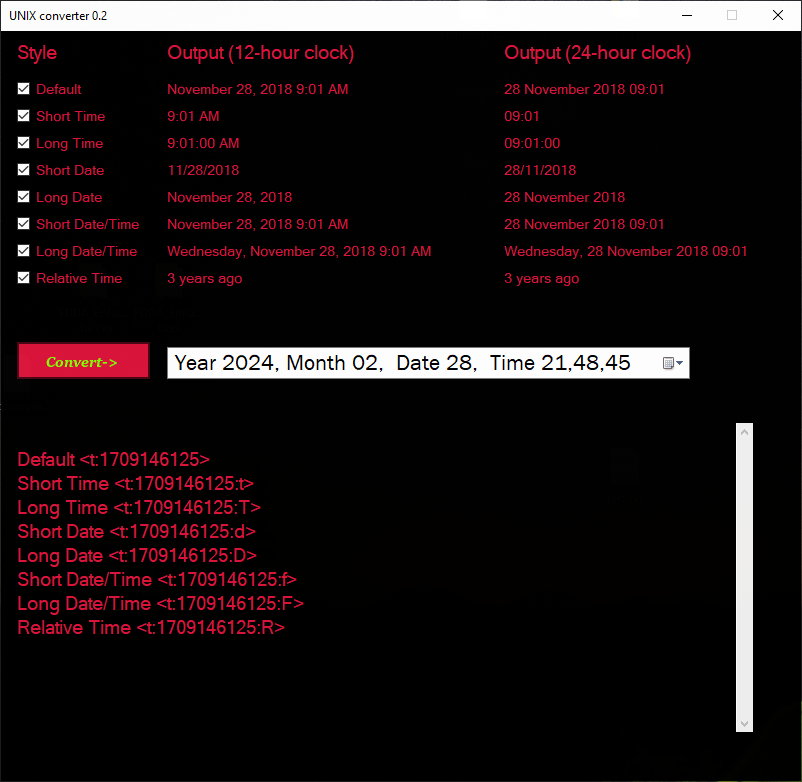 UNIX converter 0.2
Style Output (12-hour clock) Output (24-hour clock)
Default November 28, 2018 9:01 AM 28 November 2018 09:01
Short Time 9:01 AM 09:01
Long Time 9:01:00 AM 09:01:00
Short Date 11/28/2018 28/11/2018
Long Date November 28, 2018 28 November 2018
Short Date/Time November 28, 2018 9:01 AM 28 November 2018 09:01
Long Date/Time Wednesday, November 28, 2018 9:01 AM Wednesday, 28 November 2018 09:01
Relative Time 3 years ago 3 years ago
Convert-> Year 2024, Month 02, Date 28, Time 21,48,45
Default <t:1709146125>
Short Time <t:1709146125:t>
Long Time <t:1709146125:T>
Short Date <t:1709146125:d>
Long Date <t:1709146125:D>
Short Date/Time <t:1709146125:f>
Long Date/Time <t:1709146125:F>
Relative Time <t:1709146125:R>